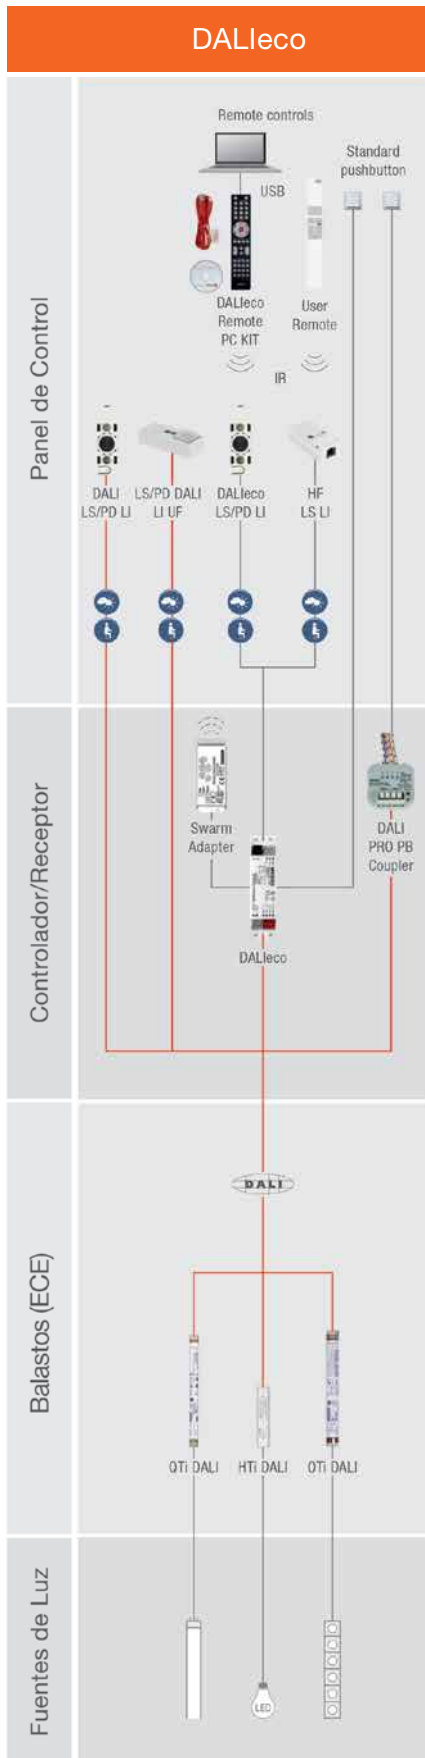 DALIeco
Panel de Control
Remote controls
USB
Standard
pushbutton
DALIeco
Remote
PC KIT
User
Remote
IR
DALI
LS/PD LI
LS/PD DALI
LI UF
DALIeco
LS/PD LI
HF
LS LI
Controlador/Receptor
Swarm
Adapter
DALIeco
DALI
PRO PB
Coupler
Balastos (ECE)
DALI
QTi DALI
HTi DALI
OTi DALI
Fuentes de Luz
LED